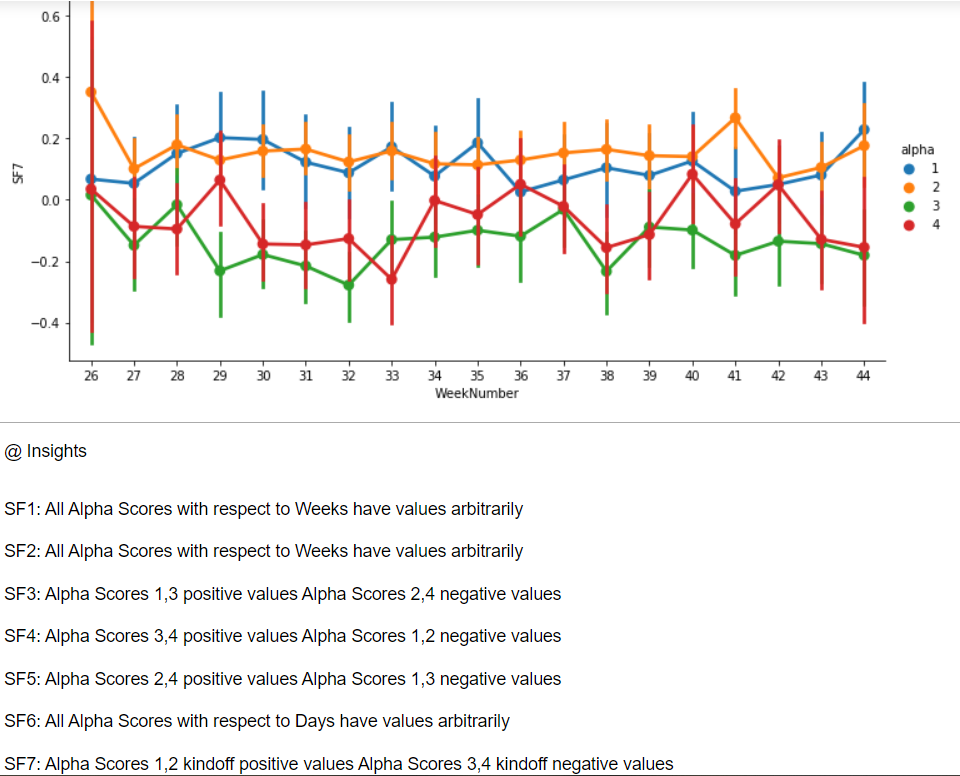 0.6
0.4
0.2
0.0
−0.2
−0.4
SF7
26 27 28 29 30 31 32 33 34 35 36 37 38 39 40 41 42 43 44
WeekNumber
alpha
1
2
3
4
@ Insights
SF1: All Alpha Scores with respect to Weeks have values arbitrarily
SF2: All Alpha Scores with respect to Weeks have values arbitrarily
SF3: Alpha Scores 1,3 positive values Alpha Scores 2,4 negative values
SF4: Alpha Scores 3,4 positive values Alpha Scores 1,2 negative values
SF5: Alpha Scores 2,4 positive values Alpha Scores 1,3 negative values
SF6: All Alpha Scores with respect to Days have values arbitrarily
SF7: Alpha Scores 1,2 kindoff positive values Alpha Scores 3,4 kindoff negative values